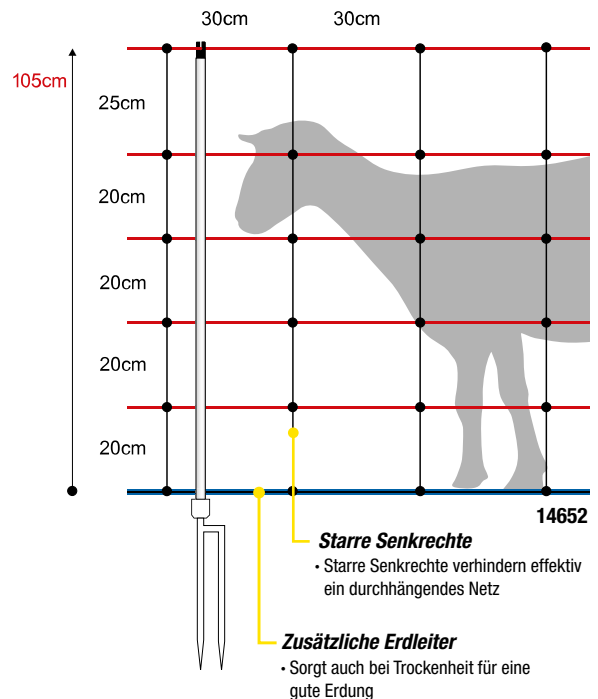 30cm 30cm
105cm
25cm
20cm
20cm
20cm
20cm
14652
Starre Senkrechte
• Starre Senkrechte verhindern effektiv
ein durchhängendes Netz
Zusätzliche Erdleiter
• Sorgt auch bei Trockenheit für eine
gute Erdung